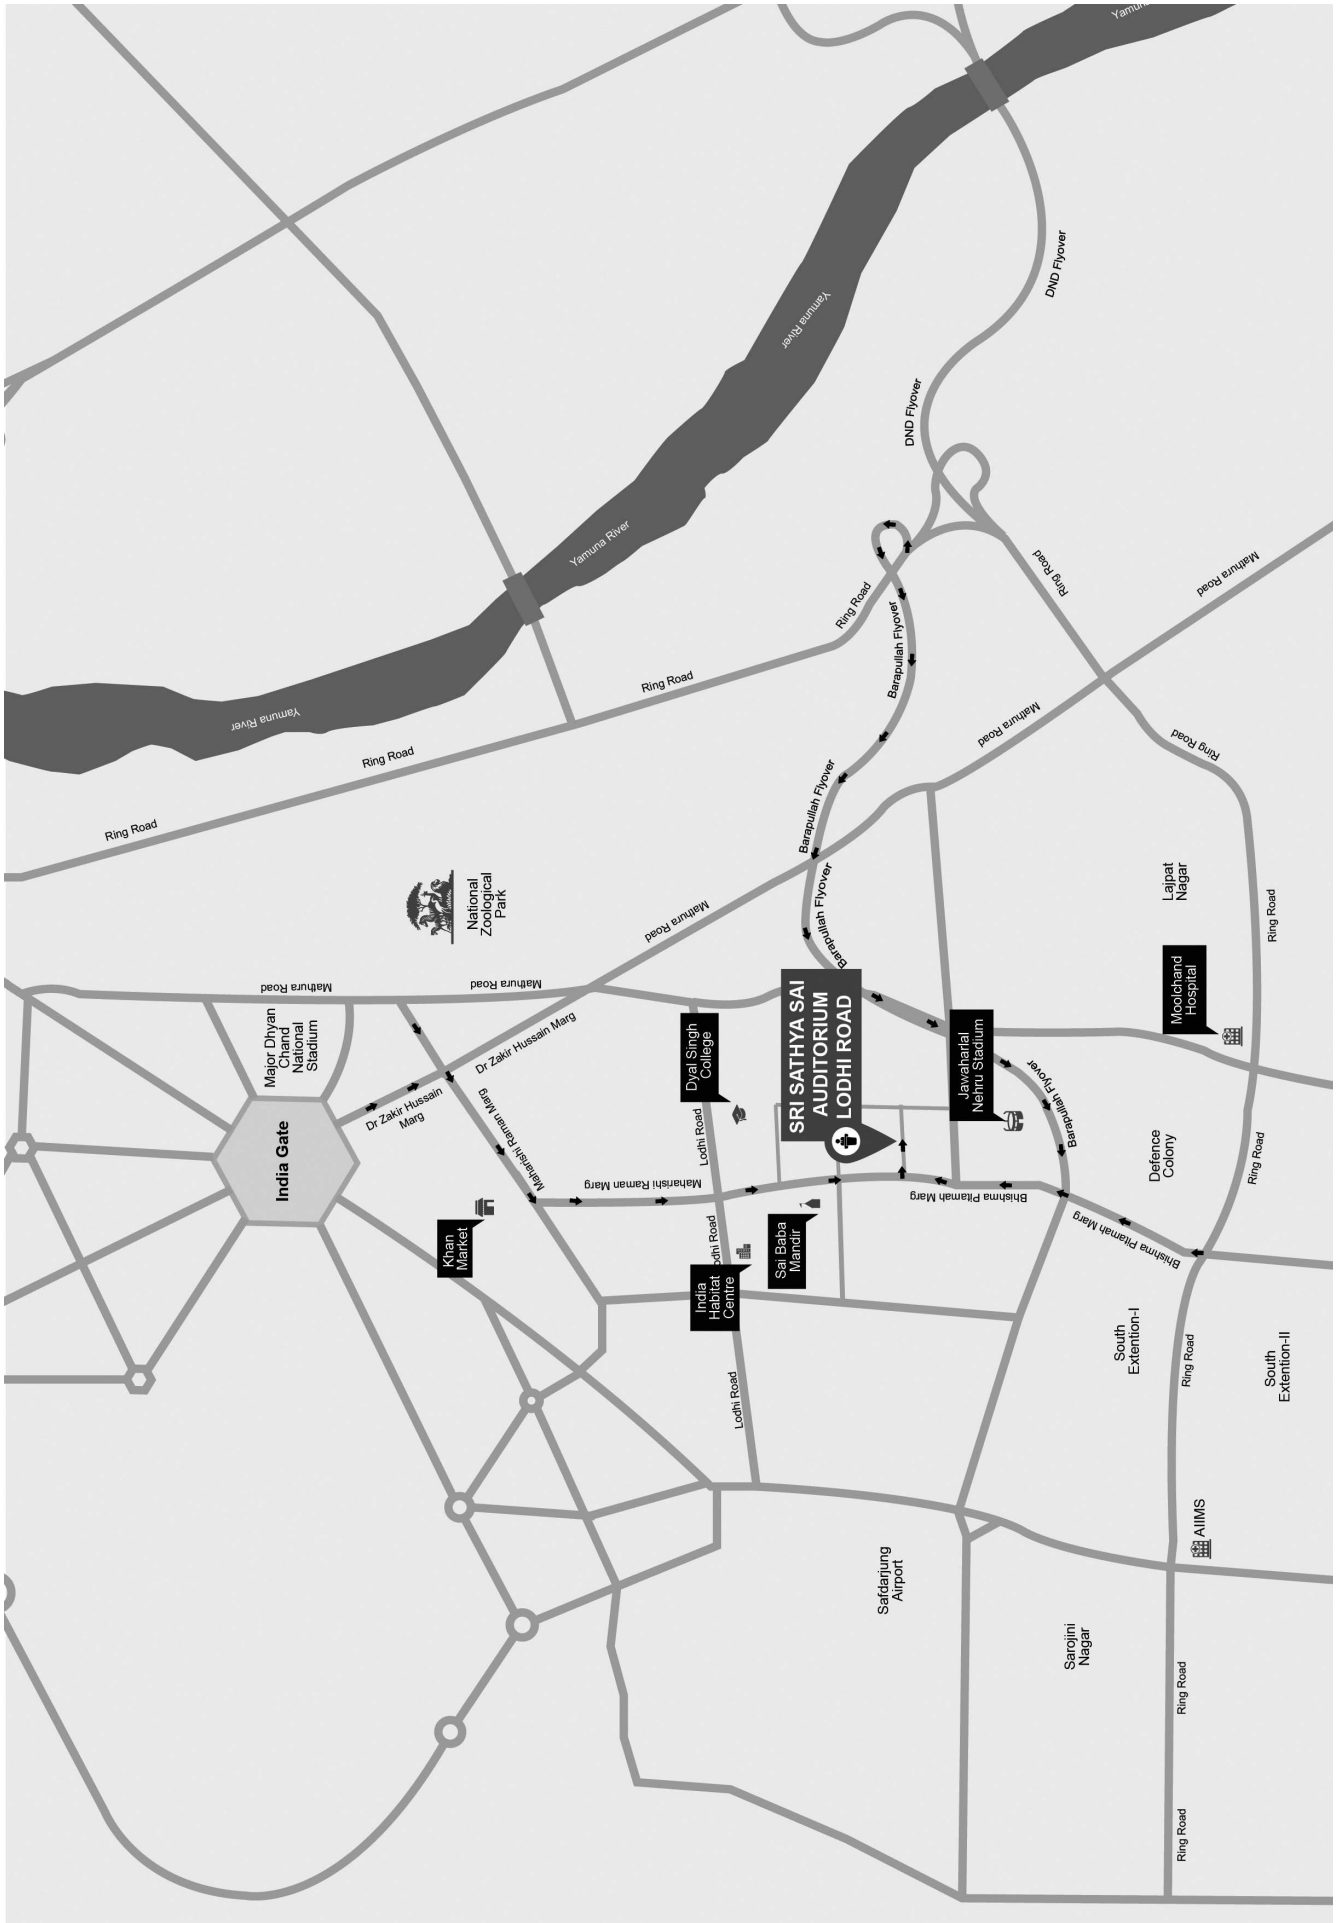 Yamuna River
Yamuna River
Yamuna River
DND Flyover
DND Flyover
Ring Road
Ring Road
Ring Road
Ring Road
Ring Road
Ring Road
Ring Road
Ring Road
Ring Road
Ring Road
Ring Road
Mathura Road
Mathura Road
Mathura Road
Mathura Road
Mathura Road
Barapullah Flyover
Barapullah Flyover
Barapullah Flyover
Barapullah Flyover
National
Zoological
Park
Major Dhyan
Chand
National
Stadium
India Gate
Dr Zakir Hussain
Marg
Dr Zakir Hussain Marg
Maharishi Raman Marg
Maharishi Raman Marg
Khan
Market
Dyal Singh
College
Lodhi Road
Lodhi Road
India
Habitat
Centre
Sai Baba
Mandir
SRI SATHYA SAI
AUDITORIUM
LODHI ROAD
Jawaharlal
Nehru Stadium
Bhishma Pitamah Marg
Bhishma Pitamah Marg
Lajpat
Nagar
Moolchand
Hospital
Defence
Colony
South
Extention-I
South
Extention-II
AIIMS
Safdarjung
Airport
Sarojini
Nagar